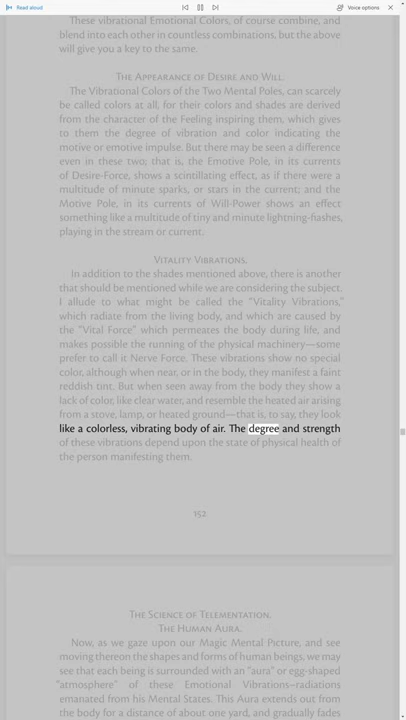 Read aloud
Voice options
These vibrational Emotional Colors, of course combine, and
blend into each other in countless combinations, but the above
will give you a key to the same.
The Appearance of Desire and Will.
The Vibrational Colors of the Two Mental Poles, can scarcely
be called colors at all, for their colors and shades are derived
from the character of the Feeling inspiring them, which gives
to them the degree of vibration and color indicating the
motive or emotive impulse. But there may be seen a difference
even in these two; that is, the Emotive Pole, in its currents
of Desire-Force, shows a scintillating effect, as if there were a
multitude of minute sparks, or stars in the current; and the
Motive Pole, in its currents of Will-Power shows an effect
something like a multitude of tiny and minute lightning-flashes,
playing in the stream or current.
Vitality Vibrations.
In addition to the shades mentioned above, there is another
that should be mentioned while we are considering the subject.
I allude to what might be called the "Vitality Vibrations,"
which radiate from the living body, and which are caused by
the "Vital Force" which permeates the body during life, and
makes possible the running of the physical machinery—some
prefer to call it Nerve Force. These vibrations show no special
color, although when near, or in the body, they manifest a faint
reddish tint. But when seen away from the body they show a
lack of color, like clear water, and resemble the heated air arising
from a stove, lamp, or heated ground—that is, to say, they look
like a colorless, vibrating body of air. The degree and strength
of these vibrations depend upon the state of physical health of
the person manifesting them.
152
The Science of Telementation.
The Human Aura.
Now, as we gaze upon our Magic Mental Picture, and see
moving thereon the shapes and forms of human beings, we may
see that each being is surrounded with an "aura" or egg-shaped
"atmosphere" of these Emotional Vibrations—radiations
emanated from his Mental States. This Aura extends out from
the body for a distance of about one yard, and gradually fades